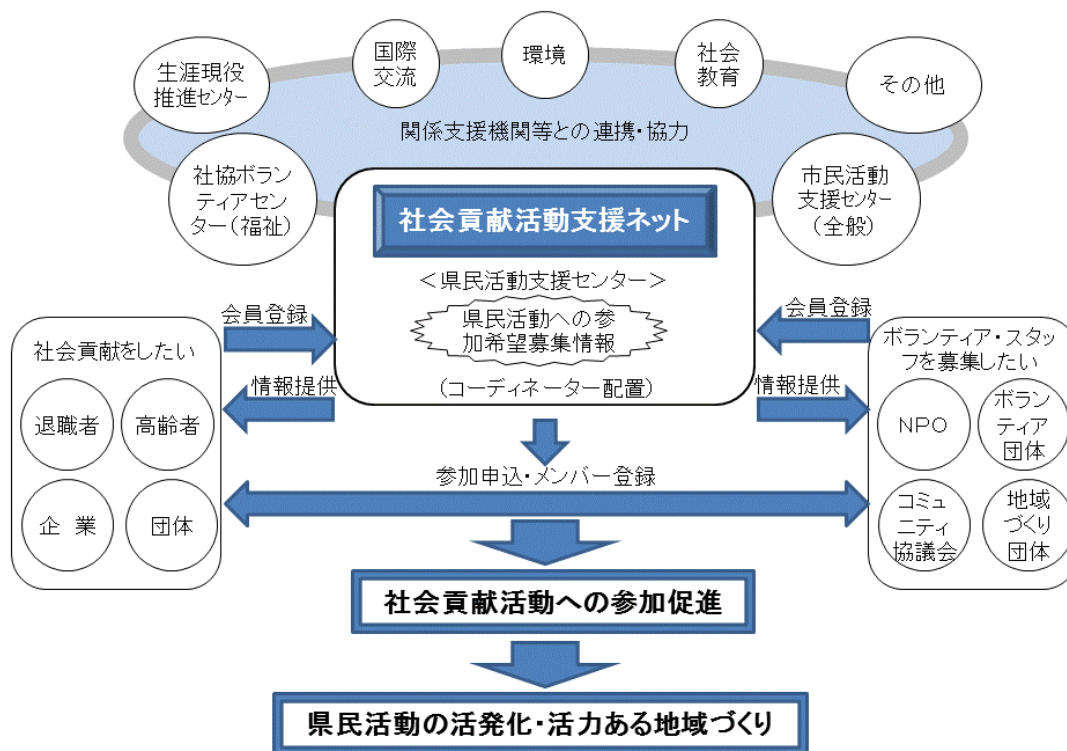 国際
交流
環境
社会
教育
生涯現役
推進センター
その他
関係支援機関等との連携・協力
社協ボラン
ティアセン
ター(福祉)
市民活動
支援センター
(全般)
社会貢献活動支援ネット
<県民活動支援センター>
県民活動への参
加希望募集情報
(コーディネーター配置)
会員登録
会員登録
情報提供
情報提供
社会貢献をしたい
退職者
高齢者
企 業
団体
ボランティア・スタッ
フを募集したい
NPO
ボラン
ティア
団体
コミュ
ニティ
協議会
地域
づくり
団体
参加申込・メンバー登録
社会貢献活動への参加促進
県民活動の活発化・活力ある地域づくり